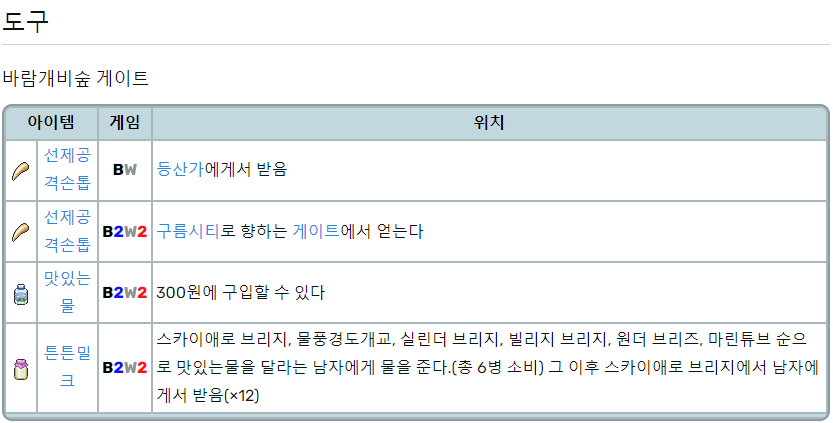 도구
바람개비숲 게이트
아이템 게임 위치
선제공
격손톱
BW
등산가에게서 받음
선제공
격손톱
B2W2
구름시티로 향하는 게이트에서 얻는다
맛있는
물
B2W2
300원에 구입할 수 있다
튼튼밀
크
B2W2
스카이애로 브리지, 물풍경도개교, 실린더 브리지, 빌리지 브리지, 원더 브리즈, 마린튜브 순으
로 맛있는물을 달라는 남자에게 물을 준다.(총 6병 소비) 그 이후 스카이애로 브리지에서 남자에
게서 받음(×12)